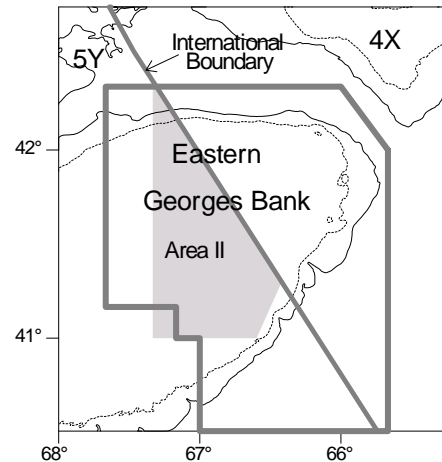 5Y
International
Boundary
4X
42°
Eastern
Georges Bank
Area II
41°
68°
67°
66°